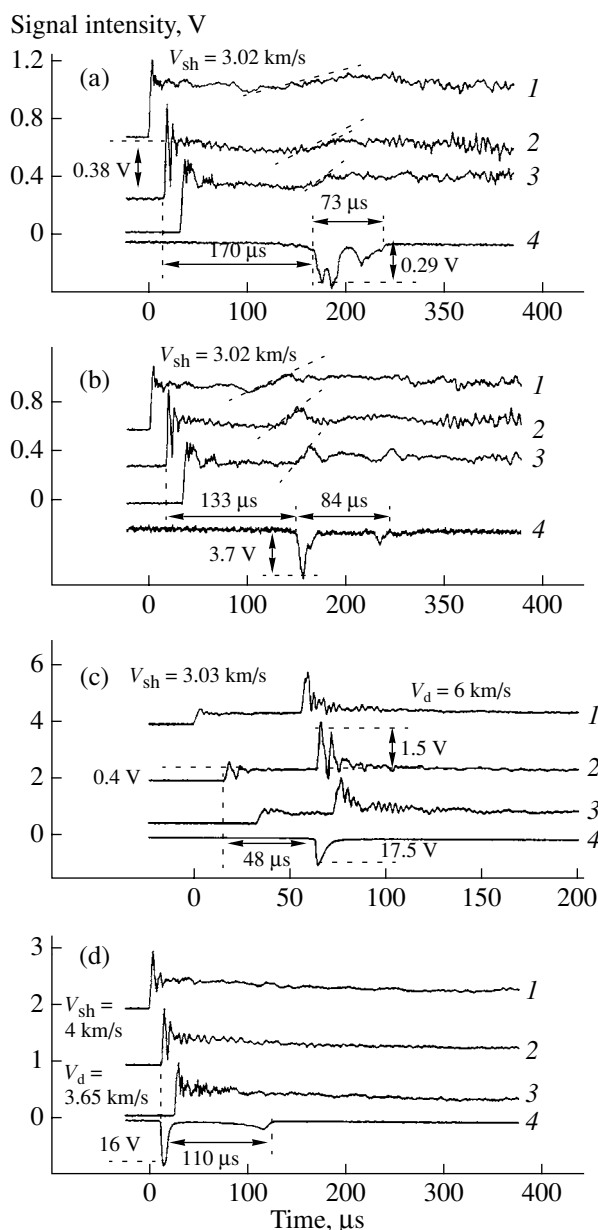 Signal intensity, V
1.2
(a)
V_sh = 3.02 km/s
1
0.8
2
0.38 V
0.4
3
73 µs
0
4
170 µs
0.29 V
0 100 200 350 400
(b)
V_sh = 3.02 km/s
1
0.8
2
0.4
3
0
133 µs
84 µs
4
3.7 V
0 100 200 350 400
6
(c)
V_sh = 3.03 km/s
V_d = 6 km/s
4
1
1.5 V
2
0.4 V
2
3
0
4
48 µs
17.5 V
0 50 100 150 200
3
(d)
1
2
V_sh =
4 km/s
2
1
V_d =
3.65 km/s
3
0
4
16 V
110 µs
0 100 200 300 400
Time, µs